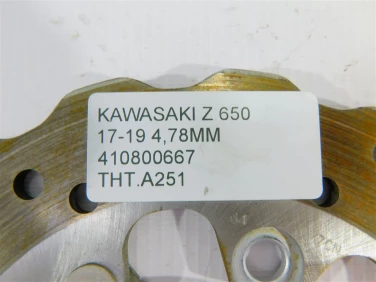 KAWASAKI Z 650
17-19 4,78MM
410800667
THT.A251